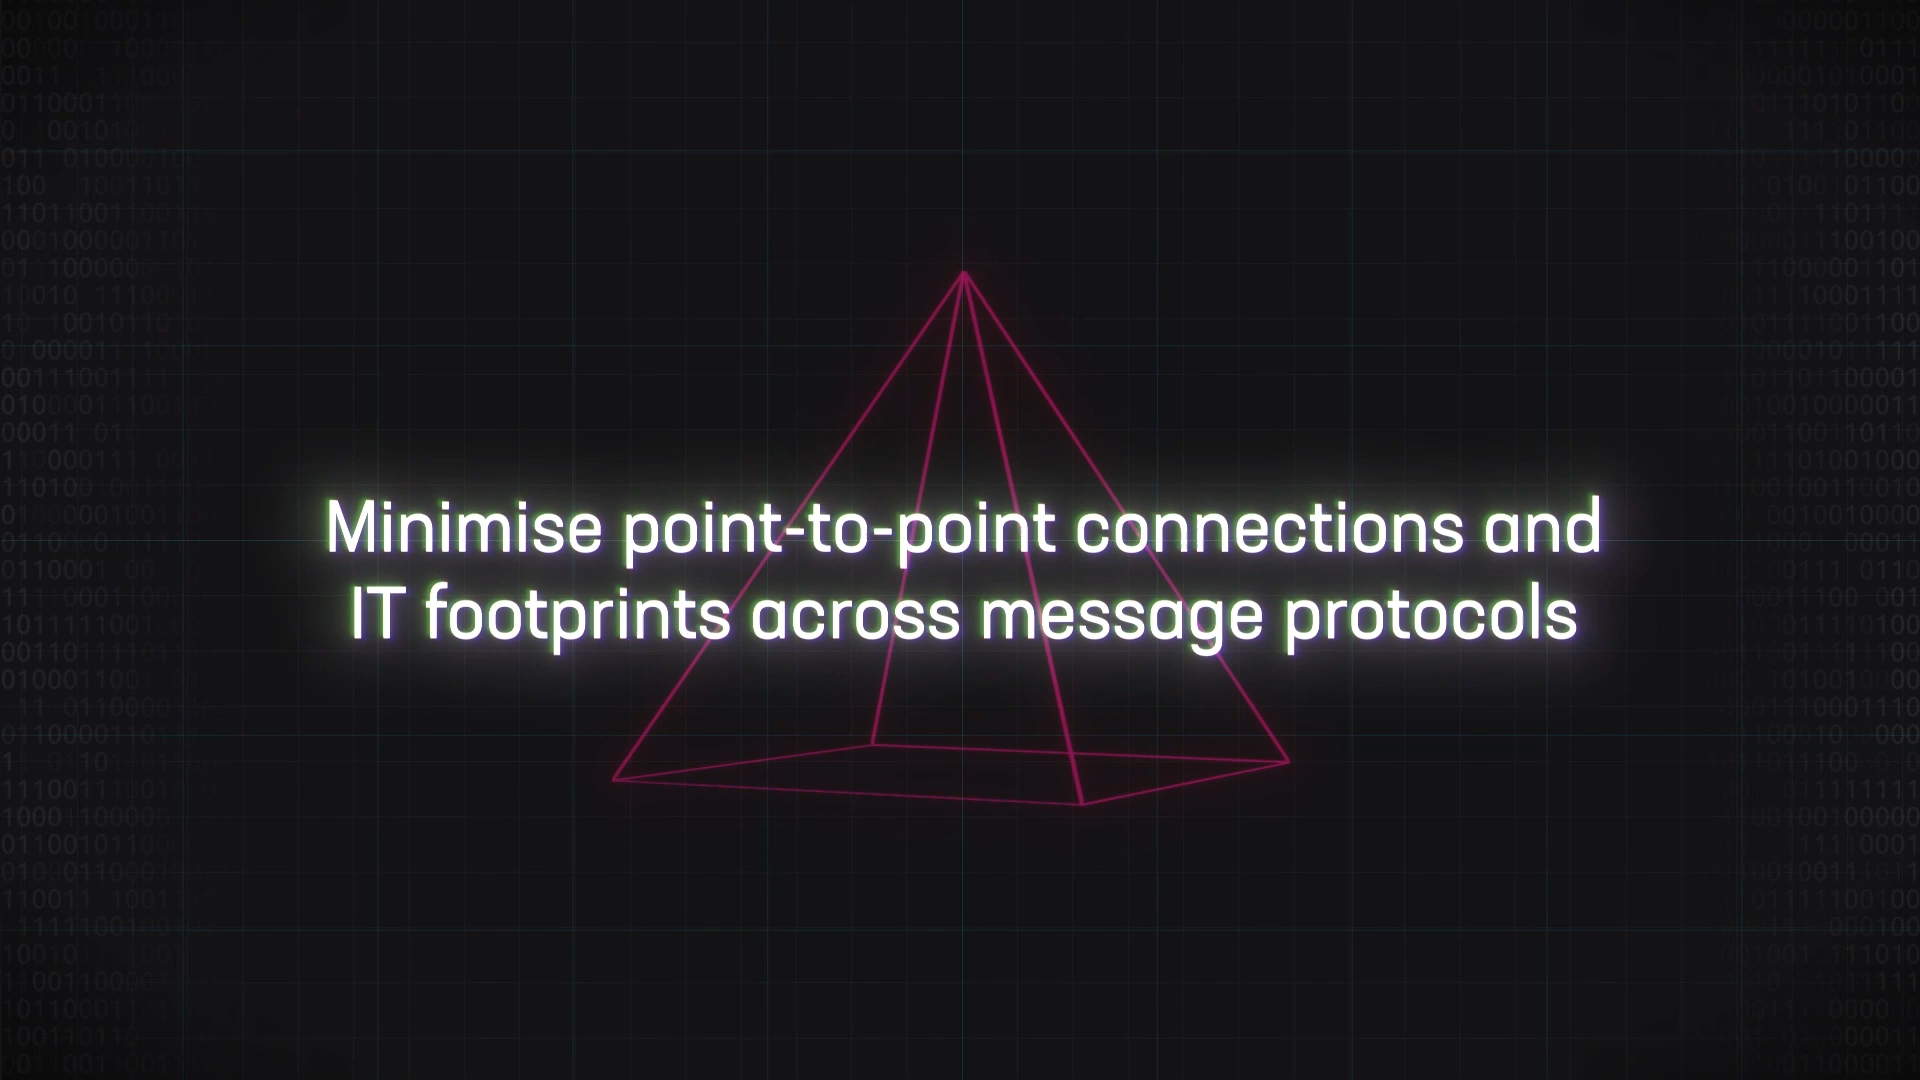 Minimise point-to-point connections and
IT footprints across message protocols